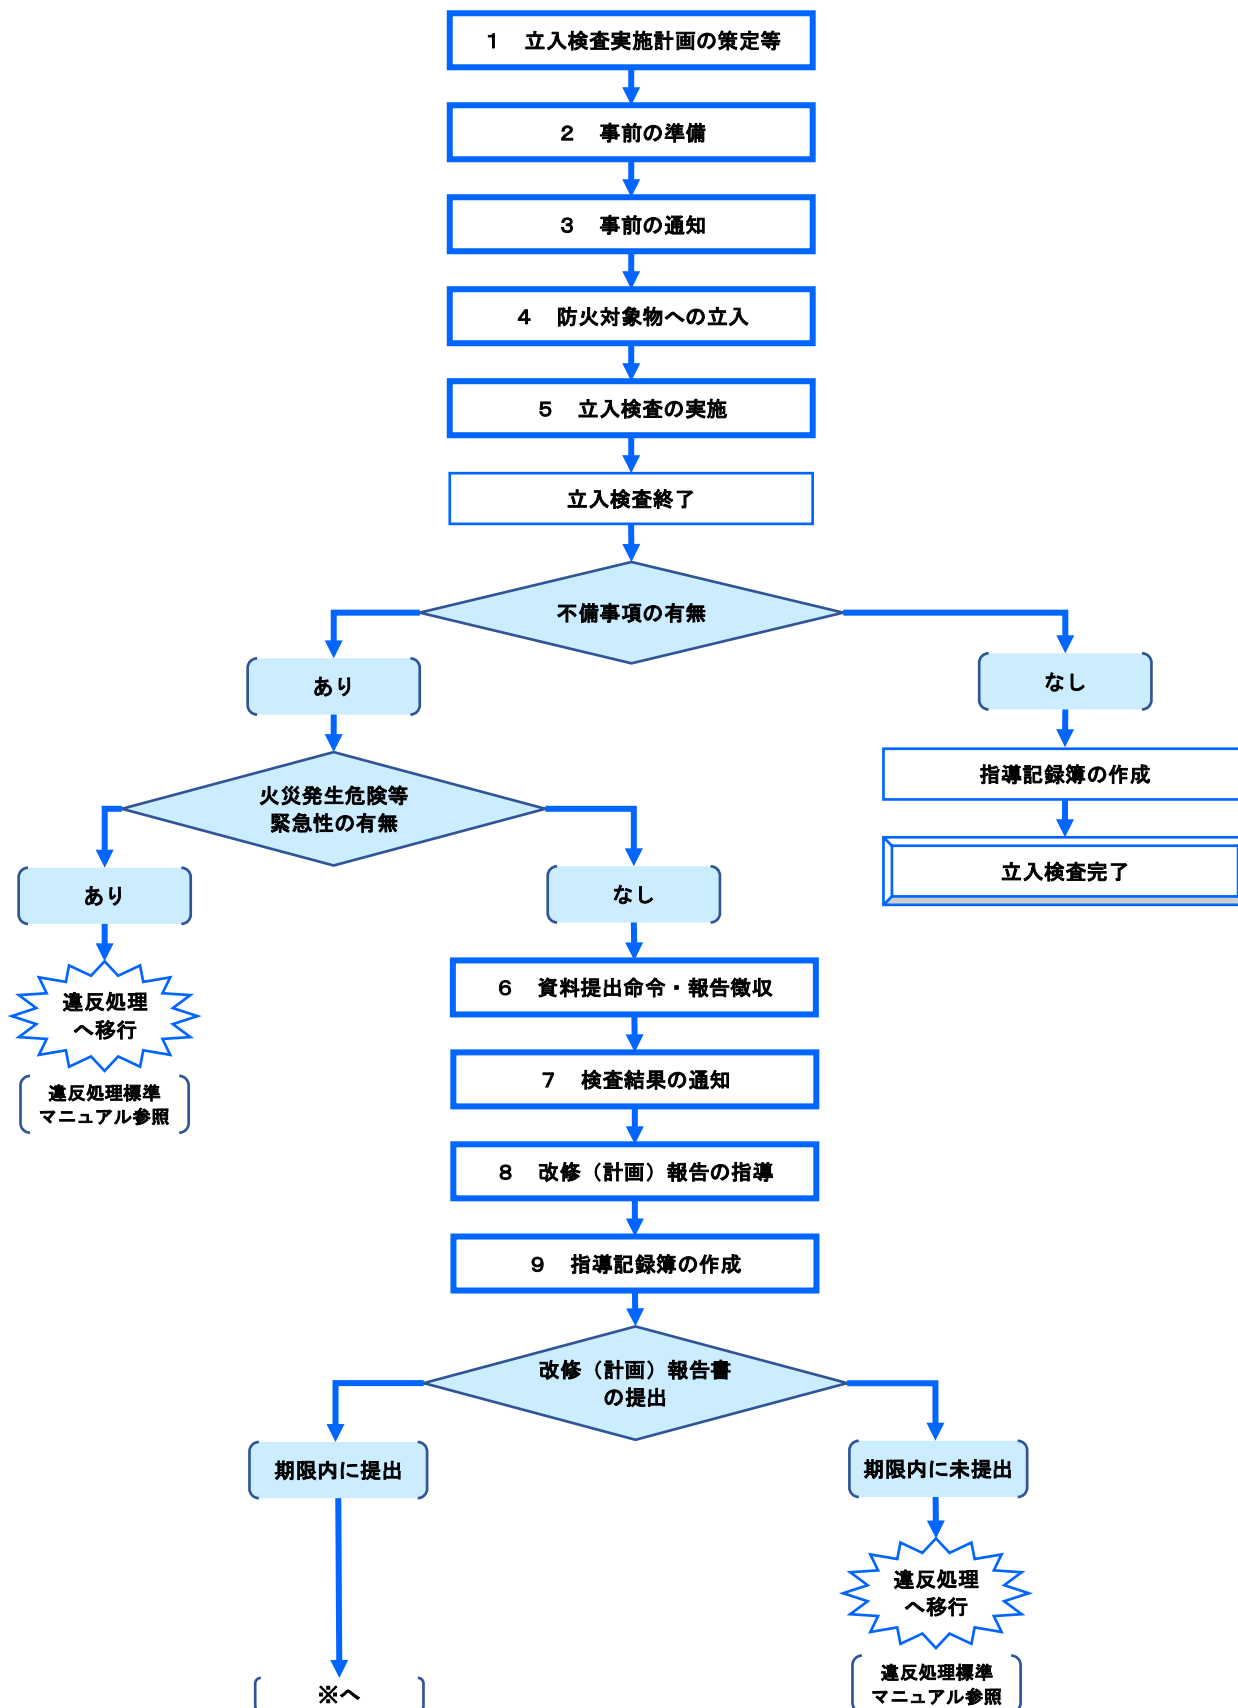 １　立入検査実施計画の策定等
２　事前の準備
３　事前の通知
４　防火対象物への立入
５　立入検査の実施
立入検査終了
不備事項の有無
あり
なし
指導記録簿の作成
立入検査完了
火災発生危険等
緊急性の有無
あり
違反処理
へ移行
違反処理標準
マニュアル参照
なし
６　資料提出命令・報告徴収
７　検査結果の通知
８　改修（計画）報告の指導
９　指導記録簿の作成
改修（計画）報告書
の提出
期限内に提出
※へ
期限内に未提出
違反処理
へ移行
違反処理標準
マニュアル参照